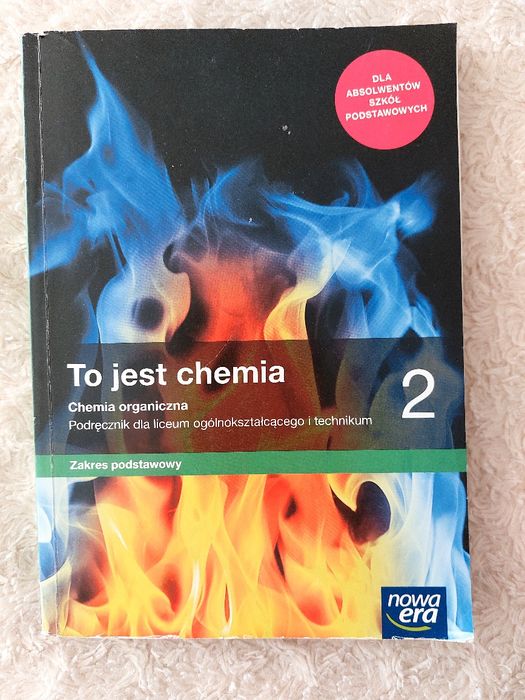 DLA
ABSOLWENTÓW
SZKÓŁ
PODSTAWOWYCH
To jest chemia
2
Chemia organiczna
Podręcznik dla liceum ogólnokształcącego i technikum
Zakres podstawowy
nowa
era